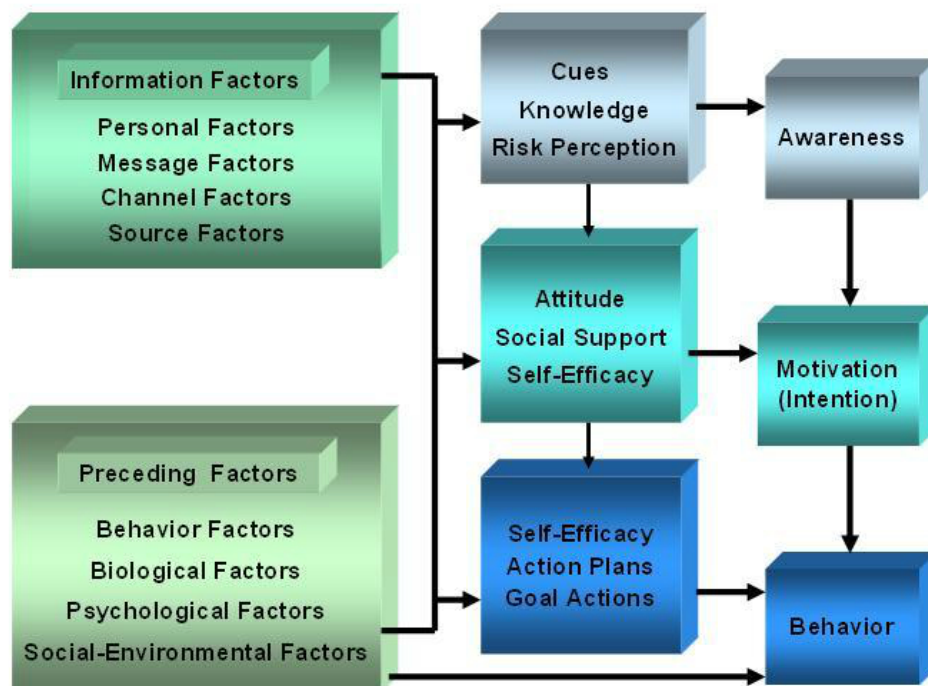 Information Factors
Personal Factors
Message Factors
Channel Factors
Source Factors
Cues
Knowledge
Risk Perception
Awareness
Attitude
Social Support
Self-Efficacy
Motivation
(Intention)
Preceding Factors
Behavior Factors
Biological Factors
Psychological Factors
Social-Environmental Factors
Self-Efficacy
Action Plans
Goal Actions
Behavior